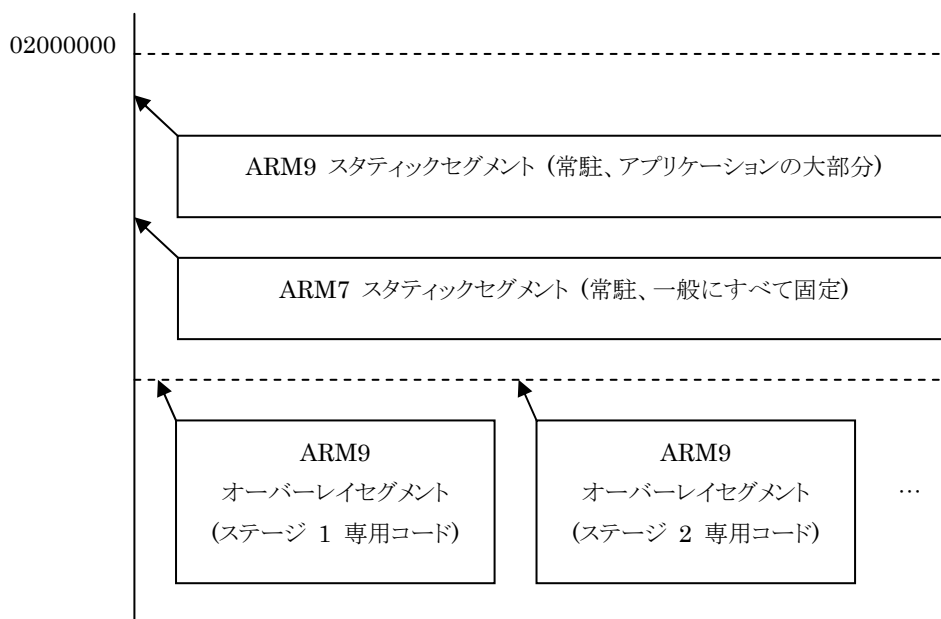 02000000
ARM9 スタティックセグメント (常駐、アプリケーションの大部分)
ARM7 スタティックセグメント (常駐、一般にすべて固定)
ARM9
オーバーレイセグメント
(ステージ 1 専用コード)
ARM9
オーバーレイセグメント
(ステージ 2 専用コード)
…